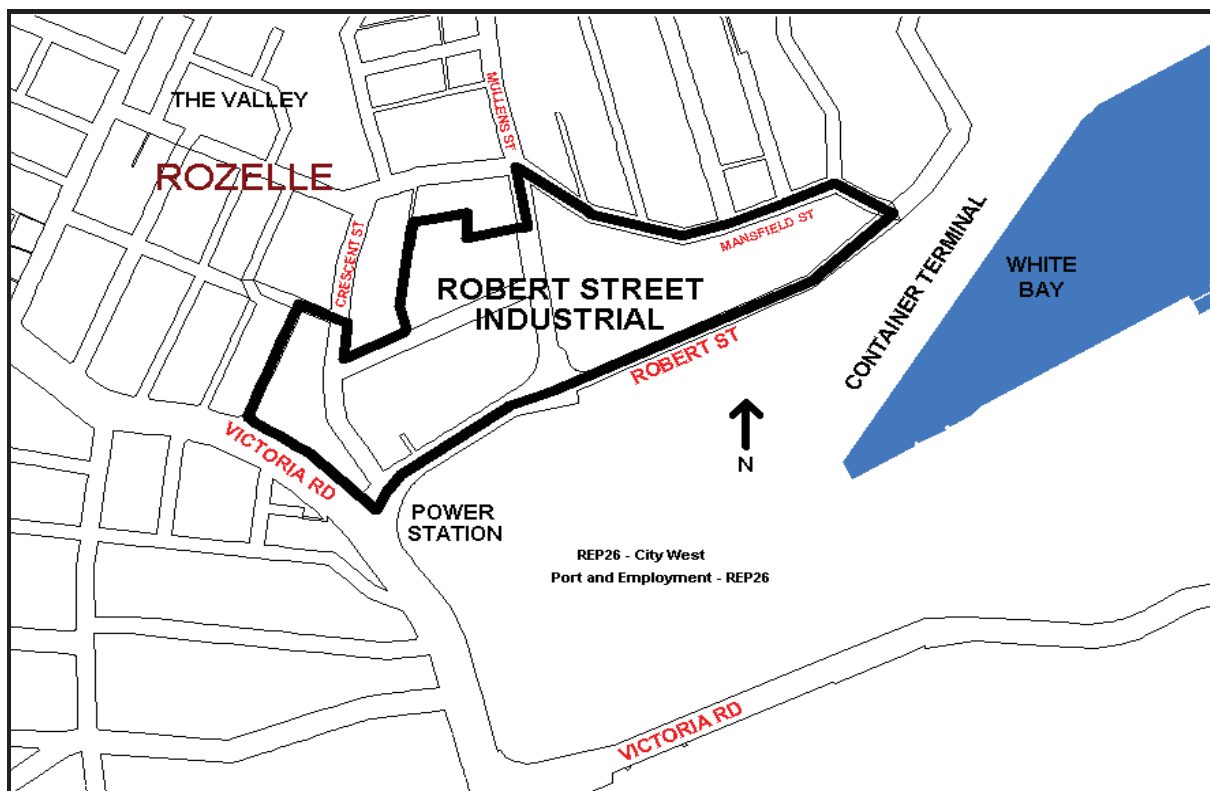 THE VALLEY
MULLENS ST
ROZELLE
CRESCENT ST
MANSFIELD ST
ROBERT STREET
INDUSTRIAL
CONTAINER TERMINAL
WHITE
BAY
ROBERT ST
VICTORIA RD
N
POWER
STATION
REP26 - City West
Port and Employment - REP26
VICTORIA RD